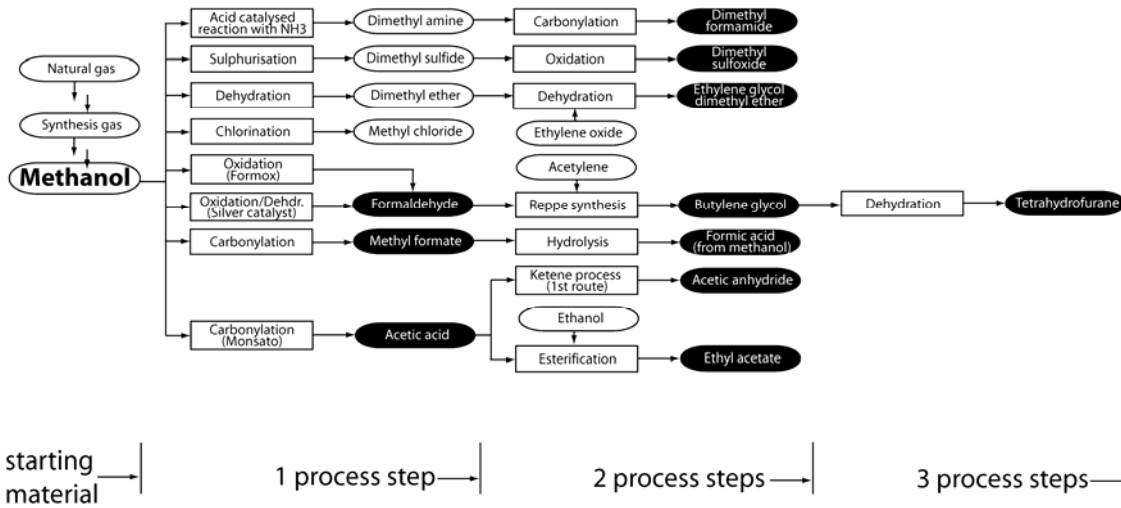 Acid catalysed
reaction with NH3
Dimethyl amine
Carbonylation
Dimethyl
formamide
Natural gas
Sulphurisation
Dimethyl sulfide
Oxidation
Dimethyl
sulfoxide
Dehydration
Dimethyl ether
Dehydration
Ethylene glycol
dimethyl ether
Synthesis gas
Chlorination
Methyl chloride
Ethylene oxide
Methanol
Oxidation
(Formox)
Acetylene
Oxidation/Dehdr.
(Silver catalyst)
Formaldehyde
Reppe synthesis
Butylene glycol
Dehydration
Tetrahydrofurane
Carbonylation
Methyl formate
Hydrolysis
Formic acid
(from methanol)
Ketene process
(1st route)
Acetic anhydride
Ethanol
Carbonylation
(Monsato)
Acetic acid
Esterification
Ethyl acetate
starting
material
1 process step
2 process steps
3 process steps